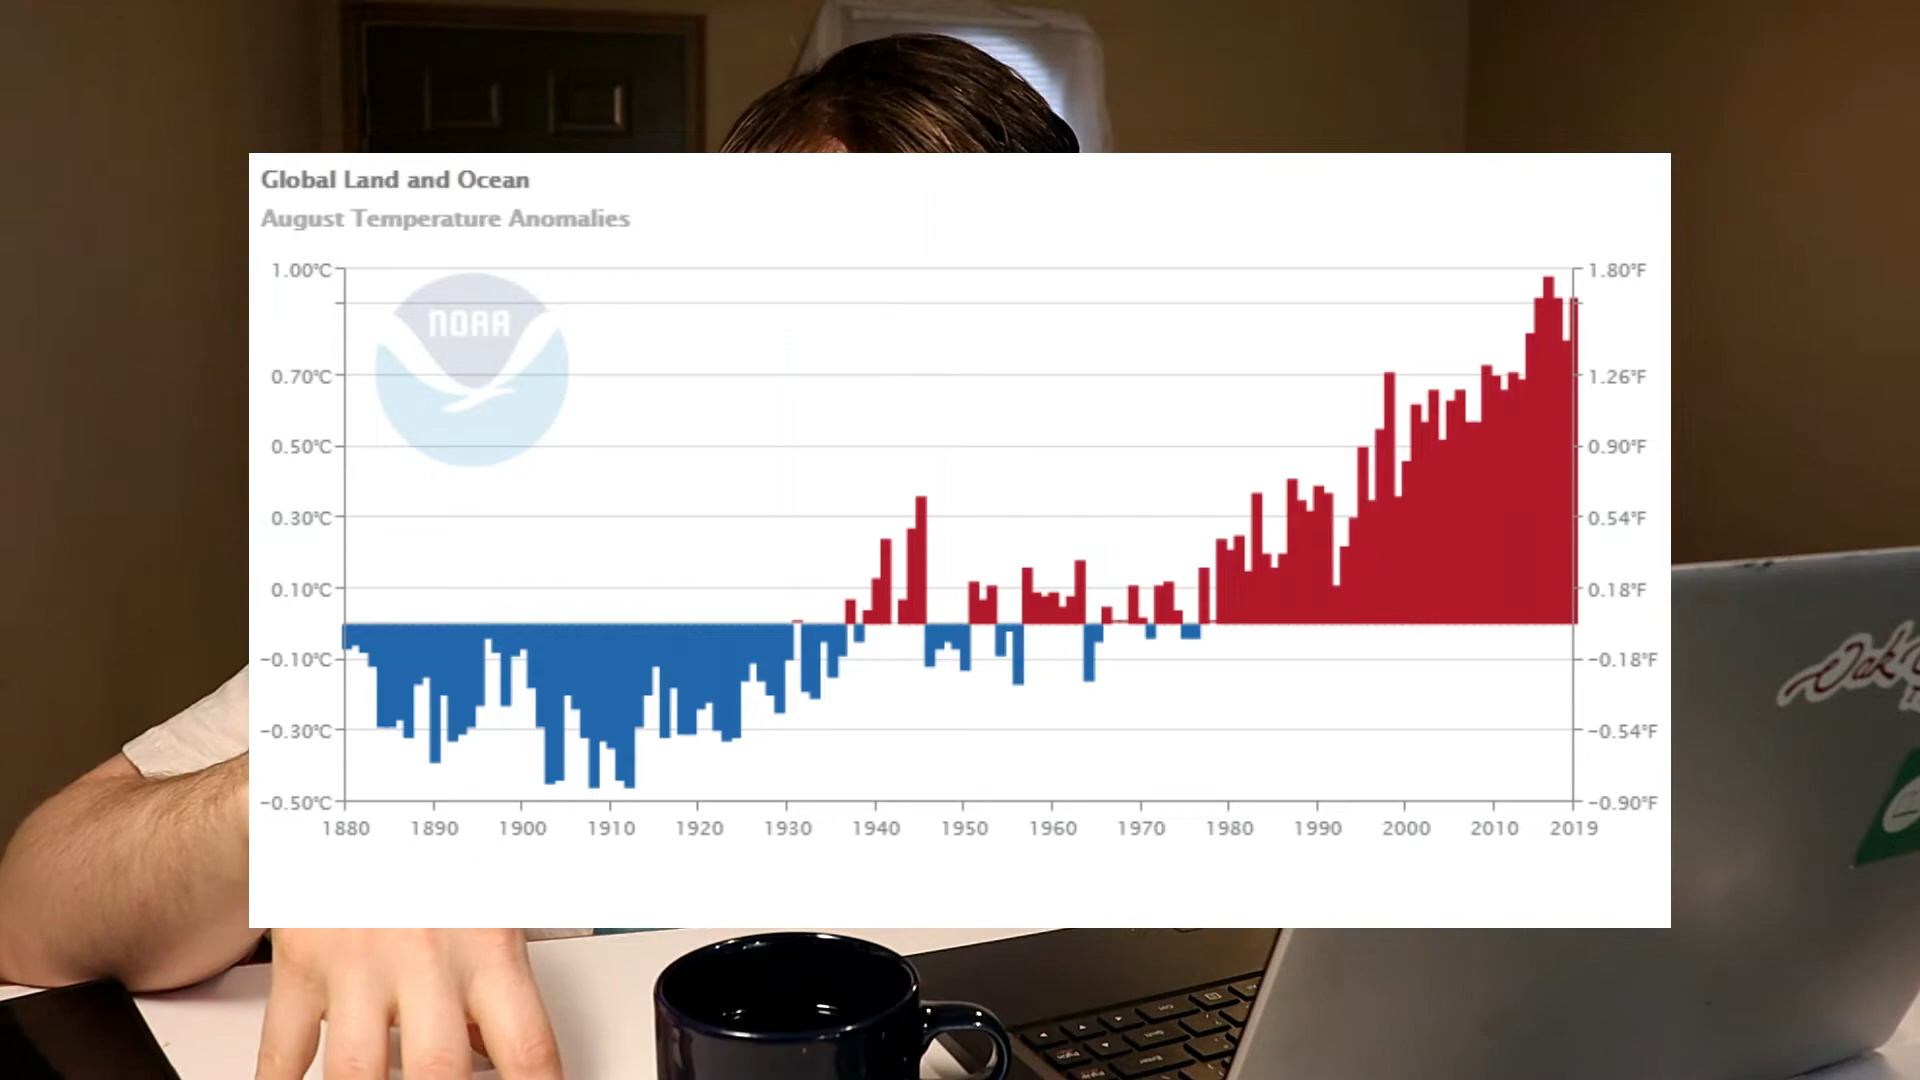 Global Land and Ocean
August Temperature Anomalies
NOAA
1.00°C 1.80°F
0.70°C 1.26°F
0.50°C 0.90°F
0.30°C 0.54°F
0.10°C 0.18°F
−0.10°C −0.18°F
−0.30°C −0.54°F
−0.50°C −0.90°F
1880 1890 1900 1910 1920 1930 1940 1950 1960 1970 1980 1990 2000 2010 2019